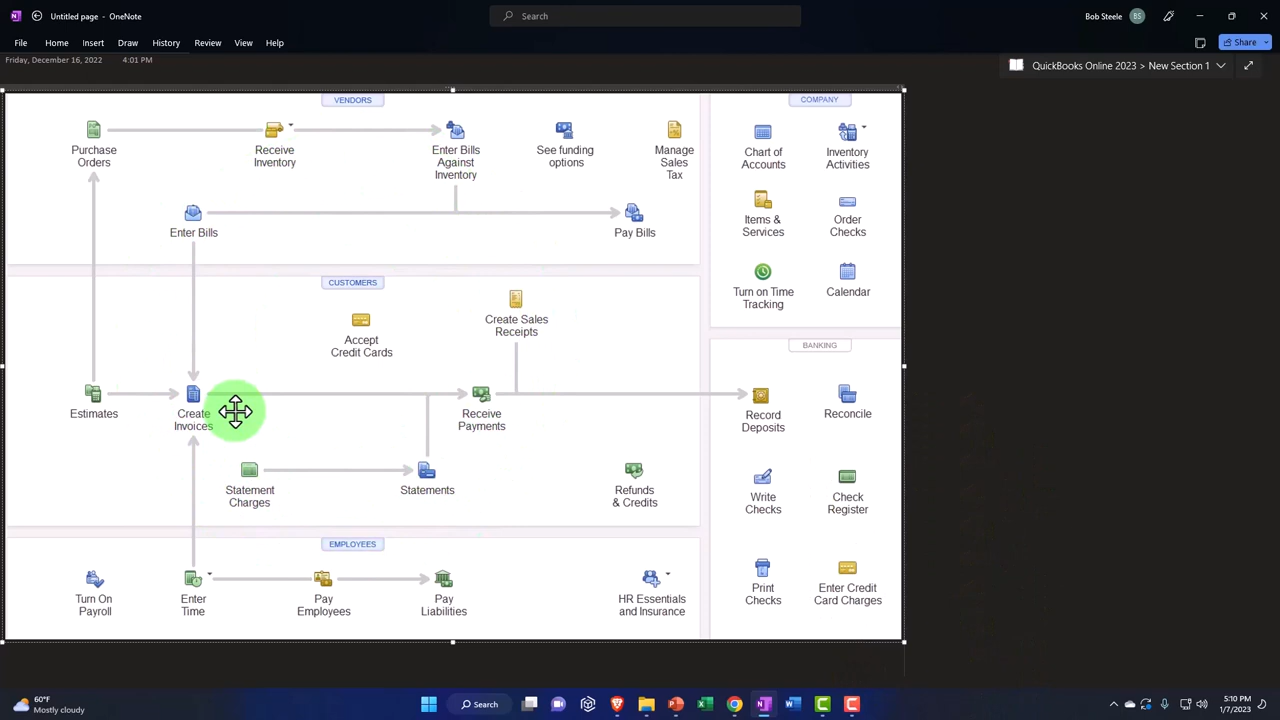 Untitled page - OneNote
Search
Bob Steele
BS
File
Home
Insert
Draw
History
Review
View
Help
Share
Friday, December 16, 2022
4:01 PM
QuickBooks Online 2023 > New Section 1
VENDORS
Purchase
Orders
Receive
Inventory
Enter Bills
Against
Inventory
See funding
options
Manage
Sales
Tax
Enter Bills
Pay Bills
COMPANY
Chart of
Accounts
Inventory
Activities
Items &
Services
Order
Checks
Turn on Time
Tracking
Calendar
CUSTOMERS
Accept
Credit Cards
Create Sales
Receipts
Estimates
Create
Invoices
Receive
Payments
Statement
Charges
Statements
Refunds
& Credits
BANKING
Record
Deposits
Reconcile
Write
Checks
Check
Register
Print
Checks
Enter Credit
Card Charges
EMPLOYEES
Turn On
Payroll
Enter
Time
Pay
Employees
Pay
Liabilities
HR Essentials
and Insurance
60°F
Mostly cloudy
Search
5:10 PM
1/7/2023